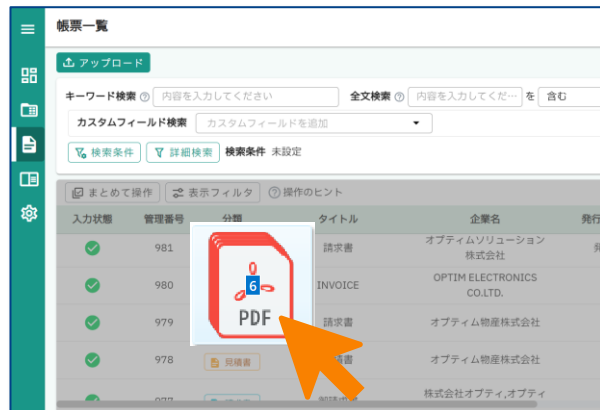 帳票一覧
アップロード
キーワード検索 ? 内容を入力してください 全文検索 ? 内容を入力してくだ… を 含む
カスタムフィールド検索 カスタムフィールドを追加
検索条件 詳細検索 検索条件 未設定
まとめて操作 表示フィルタ ? 操作のヒント
入力状態 管理番号 分類 タイトル 企業名 発行
981 請求書 オプティムソリューション株式会社
980 INVOICE OPTIM ELECTRONICS CO.LTD.
6
PDF
979 請求書 オプティム物産株式会社
978 見積書 オプティム物産株式会社
株式会社オプティ,オプティ